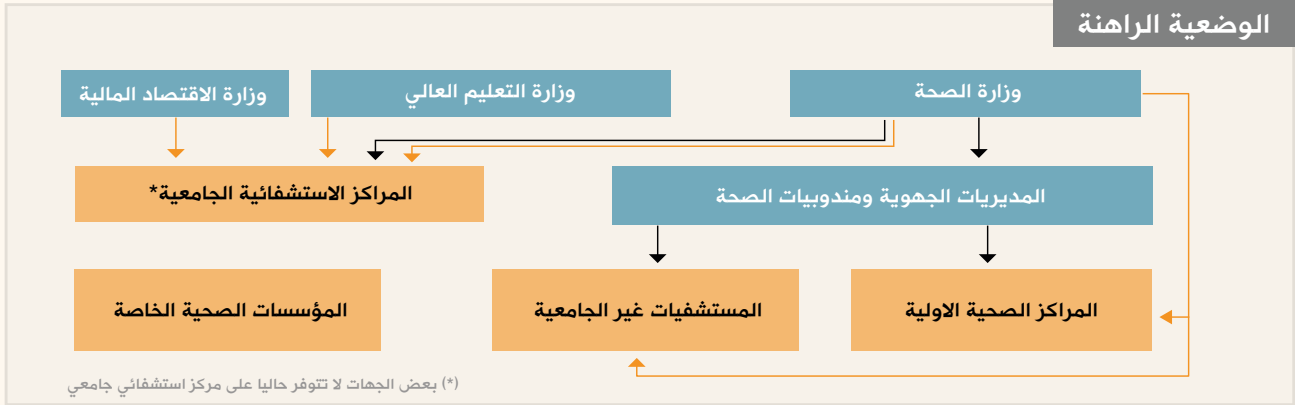 الوضعية الراهنة
وزارة الصحة
وزارة التعليم العالي
وزارة الاقتصاد المالية
المديريات الجهوية ومندوبيات الصحة
المراكز الاستشفائية الجامعية*
المراكز الصحية الاولية
المستشفيات غير الجامعية
المؤسسات الصحية الخاصة
(*) بعض الجهات لا تتوفر حاليا على مركز استشفائي جامعي